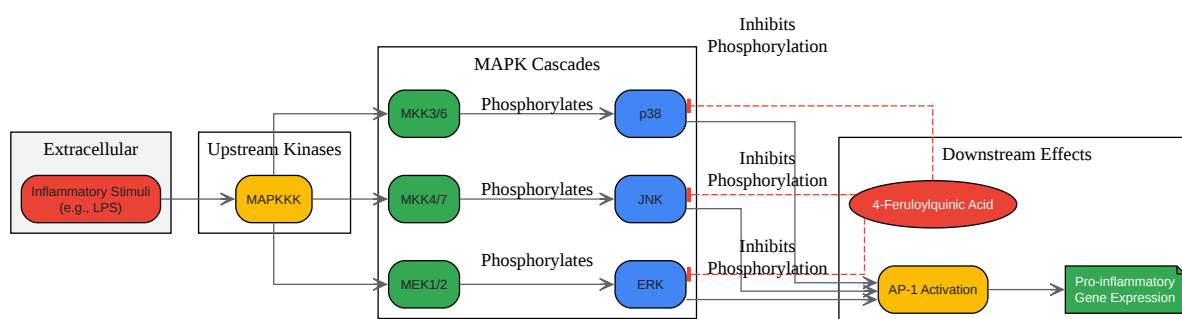 Inhibits
Phosphorylation
MAPK Cascades
MKK3/6
Phosphorylates
p38
Extracellular
Upstream Kinases
Downstream Effects
Inflammatory Stimuli
(e.g., LPS)
MAPKKK
MKK4/7
Phosphorylates
JNK
Inhibits
Phosphorylation
4-Feruloylquinic Acid
MEK1/2
Phosphorylates
ERK
Inhibits
Phosphorylation
AP-1 Activation
Pro-inflammatory
Gene Expression